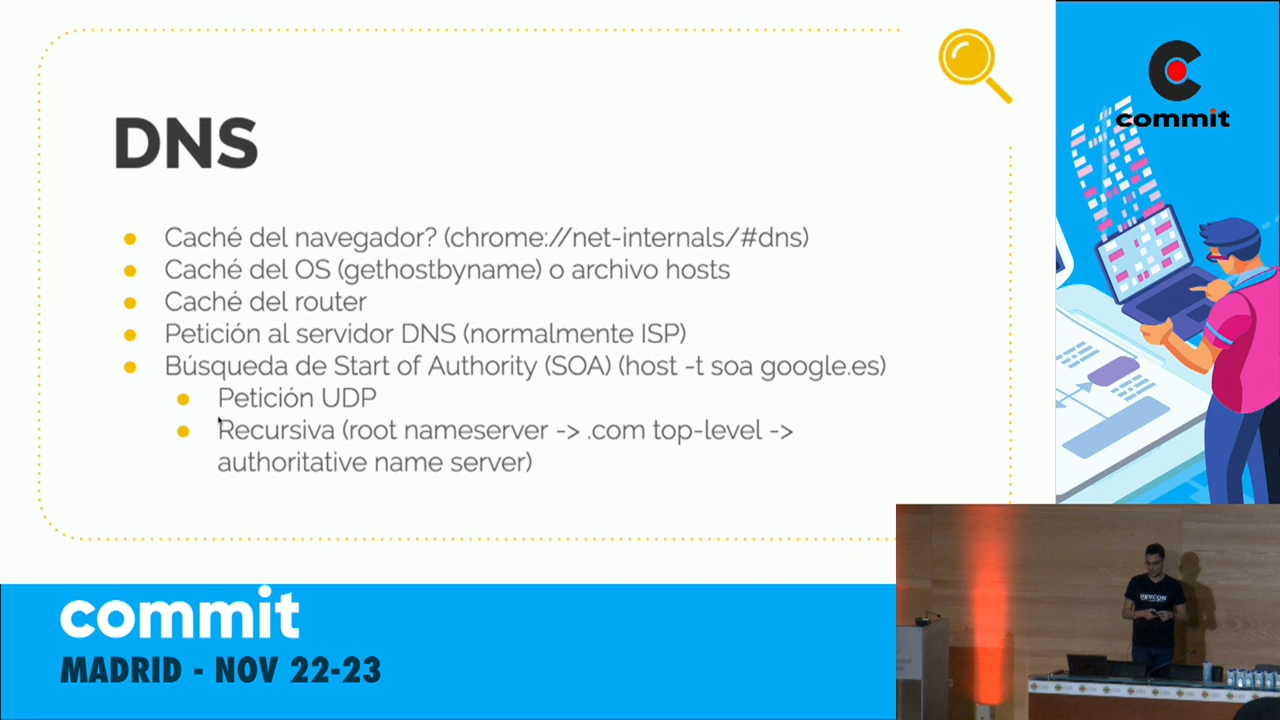 DNS
Caché del navegador? (chrome://net-internals/#dns)
Caché del OS (gethostbyname) o archivo hosts
Caché del router
Petición al servidor DNS (normalmente ISP)
Búsqueda de Start of Authority (SOA) (host -t soa google.es)
Petición UDP
Recursiva (root nameserver -> .com top-level ->
authoritative name server)
commit
commit
MADRID - NOV 22-23